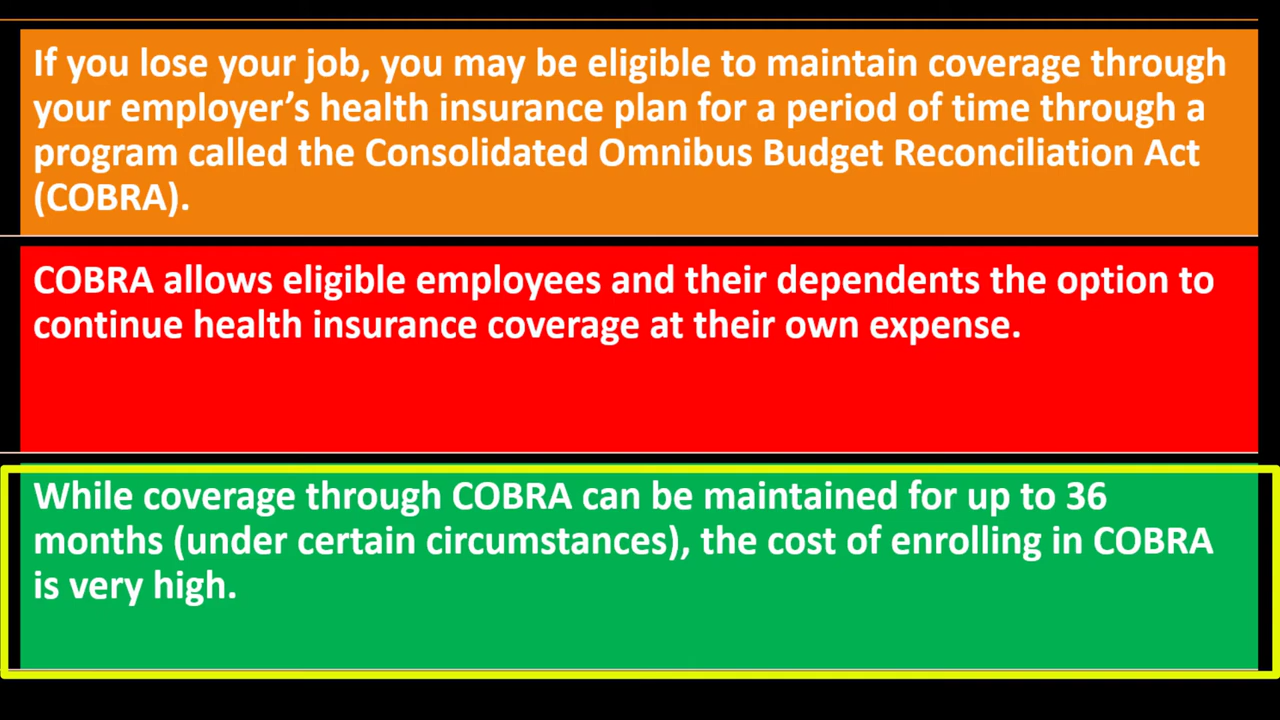 If you lose your job, you may be eligible to maintain coverage through
your employer’s health insurance plan for a period of time through a
program called the Consolidated Omnibus Budget Reconciliation Act
(COBRA).
COBRA allows eligible employees and their dependents the option to
continue health insurance coverage at their own expense.
While coverage through COBRA can be maintained for up to 36
months (under certain circumstances), the cost of enrolling in COBRA
is very high.